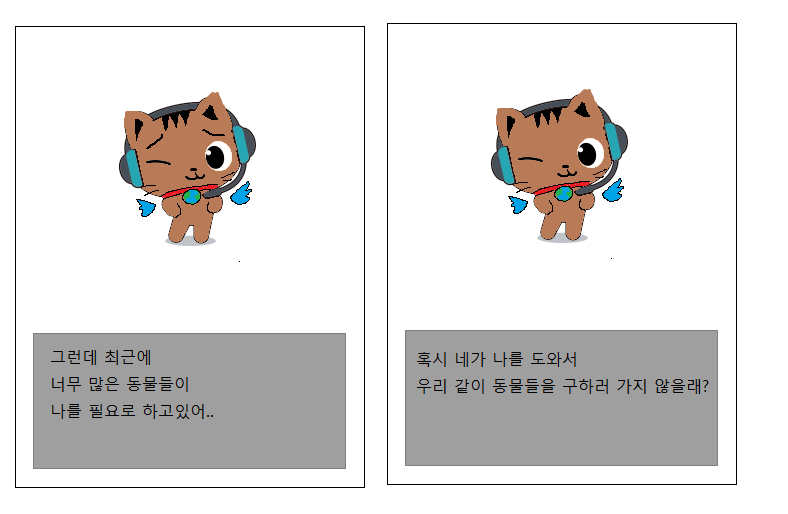 그런데 최근에
너무 많은 동물들이
나를 필요로 하고있어..
혹시 네가 나를 도와서
우리 같이 동물들을 구하러 가지 않을래?